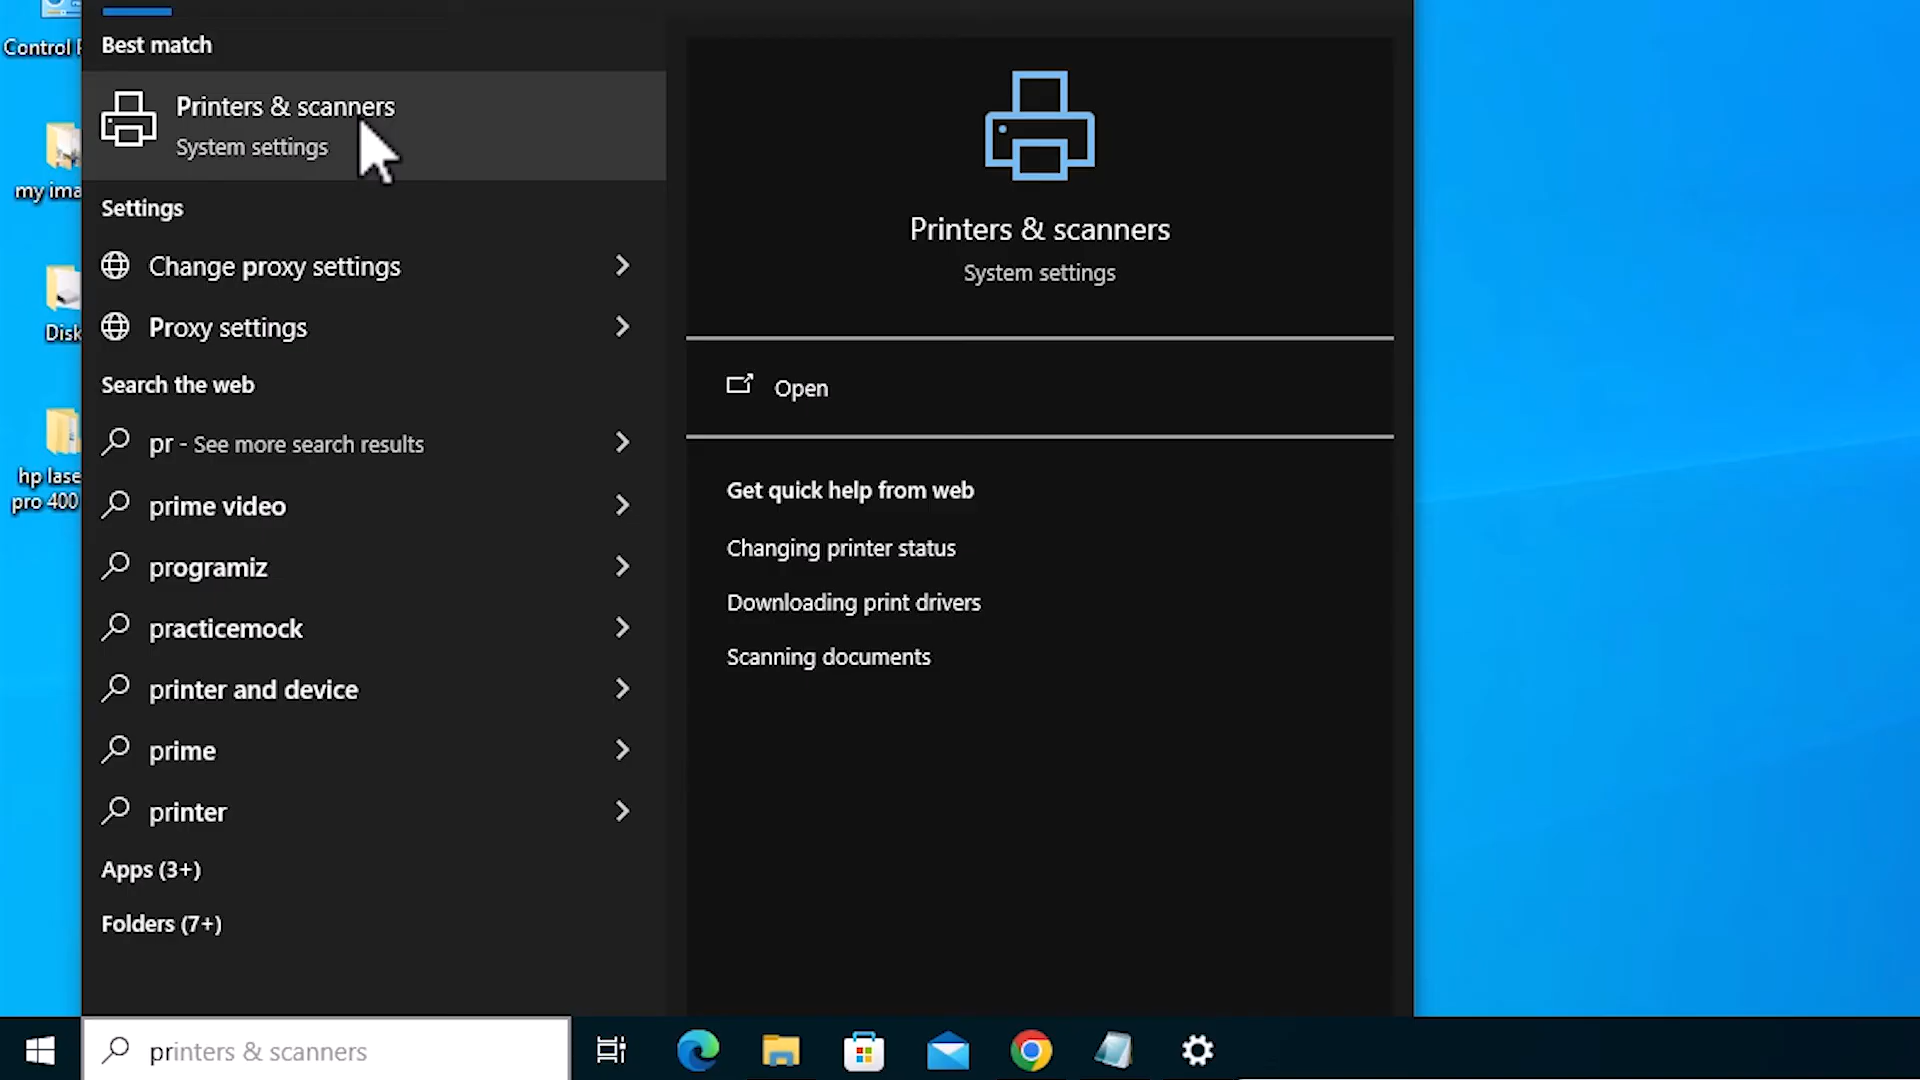 Control
my ima
Disk
hp lase
pro 400
Best match
Printers & scanners
System settings
Settings
Change proxy settings
Proxy settings
Search the web
pr - See more search results
prime video
programiz
practicemock
printer and device
prime
printer
Apps (3+)
Folders (7+)
Printers & scanners
System settings
Open
Get quick help from web
Changing printer status
Downloading print drivers
Scanning documents
printers & scanners